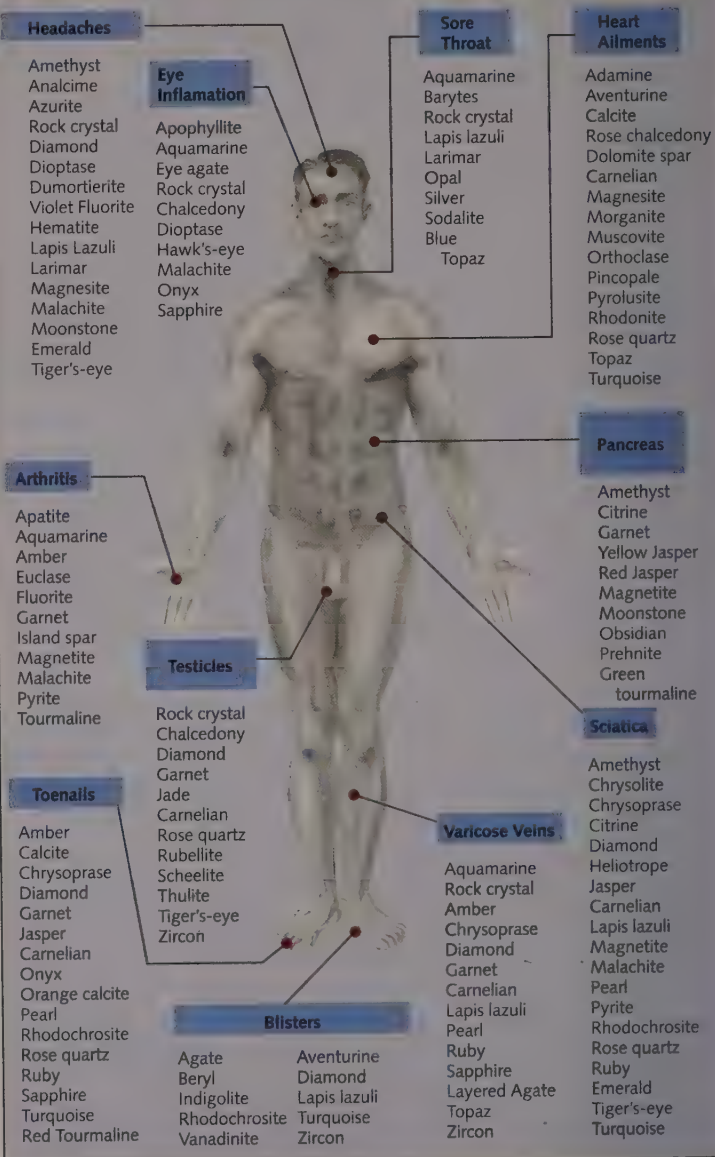 Headaches
Amethyst
Analcime
Azurite
Rock crystal
Diamond
Dioptase
Dumortierite
Violet Fluorite
Hematite
Lapis Lazuli
Larimar
Magnesite
Malachite
Moonstone
Emerald
Tiger's-eye
Eye
Inflamation
Apophyllite
Aquamarine
Eye agate
Rock crystal
Chalcedony
Dioptase
Hawk's-eye
Malachite
Onyx
Sapphire
Sore
Throat
Aquamarine
Barytes
Rock crystal
Lapis lazuli
Larimar
Opal
Silver
Sodalite
Blue
Topaz
Heart
Ailments
Adamine
Aventurine
Calcite
Rose chalcedony
Dolomite spar
Carnelian
Magnesite
Morganite
Muscovite
Orthoclase
Pincopale
Pyrolusite
Rhodonite
Rose quartz
Topaz
Turquoise
Pancreas
Amethyst
Citrine
Garnet
Yellow Jasper
Red Jasper
Magnetite
Moonstone
Obsidian
Prehnite
Green
tourmaline
Arthritis
Apatite
Aquamarine
Amber
Euclase
Fluorite
Garnet
Island spar
Magnetite
Malachite
Pyrite
Tourmaline
Testicles
Rock crystal
Chalcedony
Diamond
Garnet
Jade
Carnelian
Rose quartz
Rubellite
Scheelite
Thulite
Tiger's-eye
Zircon
Sciatica
Amethyst
Chrysolite
Chrysoprase
Citrine
Diamond
Heliotrope
Jasper
Carnelian
Lapis lazuli
Magnetite
Malachite
Pearl
Pyrite
Rhodochrosite
Rose quartz
Ruby
Emerald
Tiger's-eye
Turquoise
Toenails
Amber
Calcite
Chrysoprase
Diamond
Garnet
Jasper
Carnelian
Onyx
Orange calcite
Pearl
Rhodochrosite
Rose quartz
Ruby
Sapphire
Turquoise
Red Tourmaline
Varicose Veins
Aquamarine
Rock crystal
Amber
Chrysoprase
Diamond
Garnet
Carnelian
Lapis lazuli
Pearl
Ruby
Sapphire
Layered Agate
Topaz
Zircon
Blisters
Agate
Beryl
Indigolite
Rhodochrosite
Vanadinite
Aventurine
Diamond
Lapis lazuli
Turquoise
Zircon